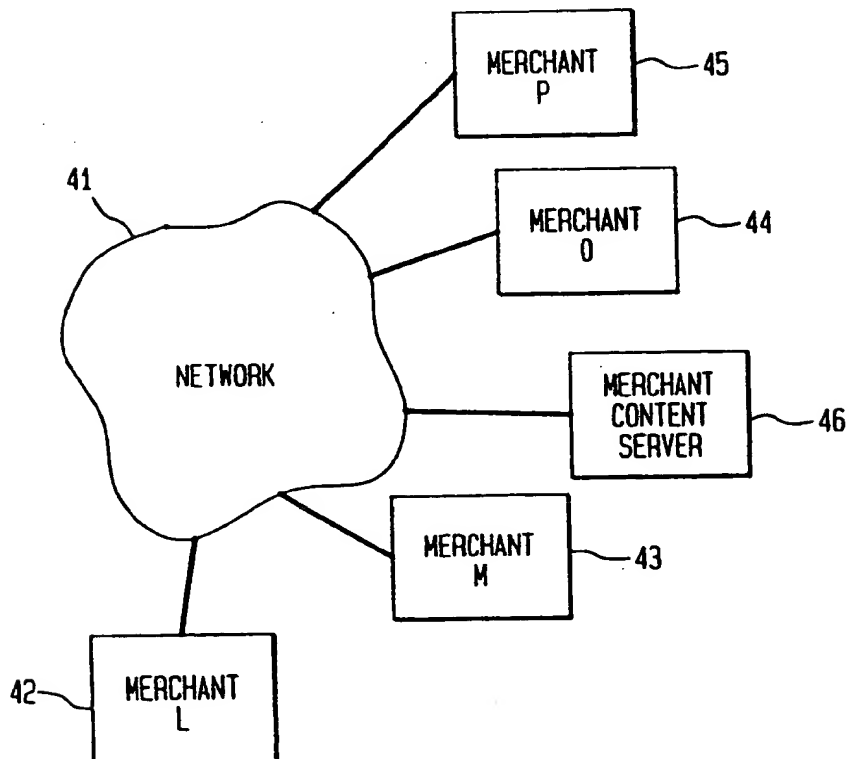 MERCHANT
P
45
41
MERCHANT
O
44
NETWORK
MERCHANT
CONTENT
SERVER
46
MERCHANT
M
43
42
MERCHANT
L